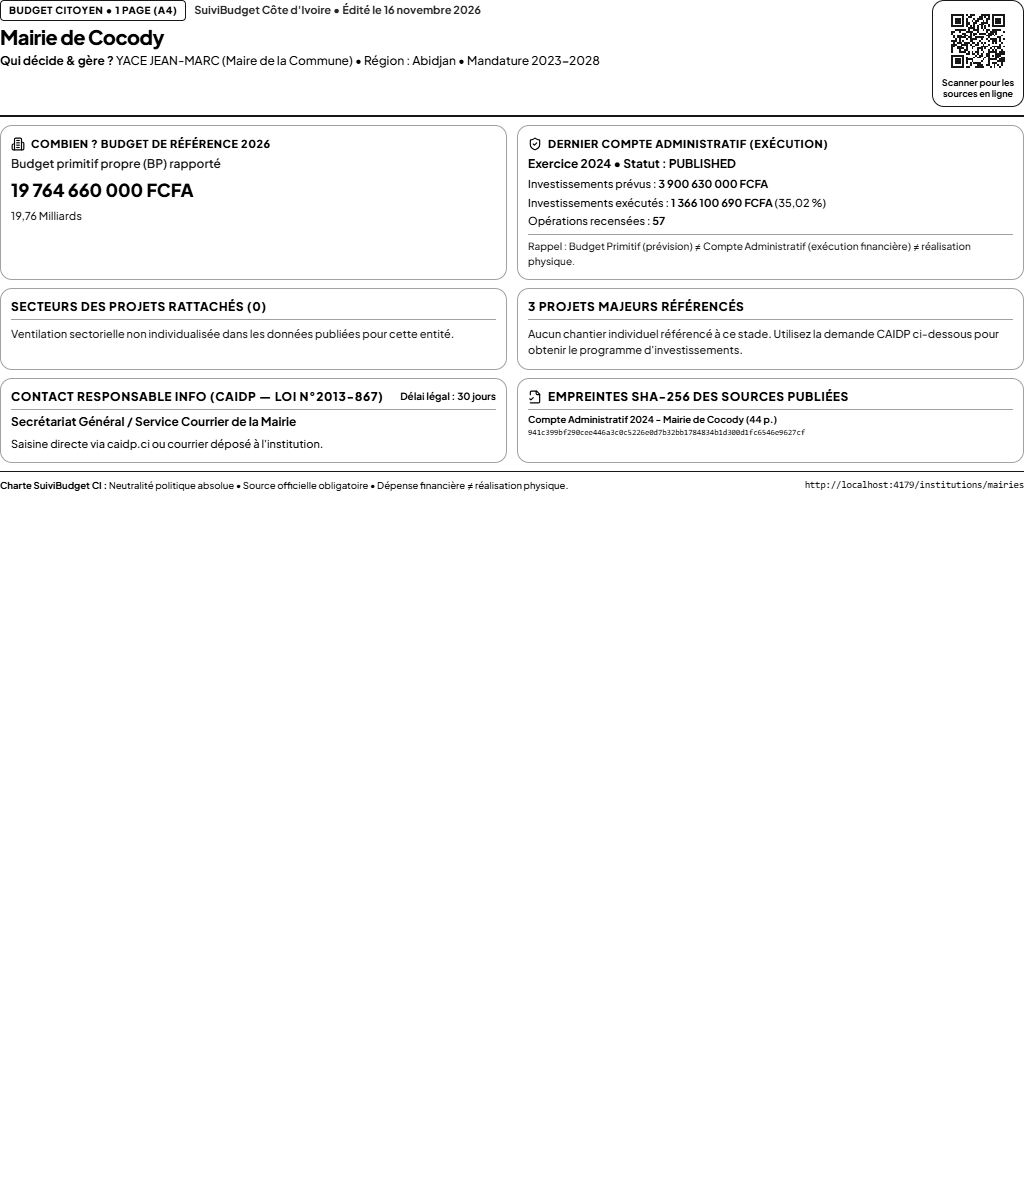 BUDGET CITOYEN • 1 PAGE (A4) SuiviBudget Côte d'Ivoire • Édité le 16 novembre 2026
Mairie de Cocody
Qui décide & gère ? YACE JEAN-MARC (Maire de la Commune) • Région : Abidjan • Mandature 2023–2028
Scanner pour les
sources en ligne
COMBIEN ? BUDGET DE RÉFÉRENCE 2026
Budget primitif propre (BP) rapporté
19 764 660 000 FCFA
19,76 Milliards
DERNIER COMPTE ADMINISTRATIF (EXÉCUTION)
Exercice 2024 • Statut : PUBLISHED
Investissements prévus : 3 900 630 000 FCFA
Investissements exécutés : 1 366 100 690 FCFA (35,02 %)
Opérations recensées : 57
Rappel : Budget Primitif (prévision) ≠ Compte Administratif (exécution financière) ≠ réalisation
physique.
SECTEURS DES PROJETS RATTACHÉS (0)
Ventilation sectorielle non individualisée dans les données publiées pour cette entité.
3 PROJETS MAJEURS RÉFÉRENCÉS
Aucun chantier individuel référencé à ce stade. Utilisez la demande CAIDP ci-dessous pour
obtenir le programme d'investissements.
CONTACT RESPONSABLE INFO (CAIDP — LOI N°2013-867) Délai légal : 30 jours
Secrétariat Général / Service Courrier de la Mairie
Saisine directe via caidp.ci ou courrier déposé à l'institution.
EMPREINTES SHA-256 DES SOURCES PUBLIÉES
Compte Administratif 2024 - Mairie de Cocody (44 p.)
941c399bf290cee446a3c0c5226e0d7b32bb1784834b1d300d1fc6546e9627cf
Charte SuiviBudget CI : Neutralité politique absolue • Source officielle obligatoire • Dépense financière ≠ réalisation physique.
http://localhost:4179/institutions/mairies